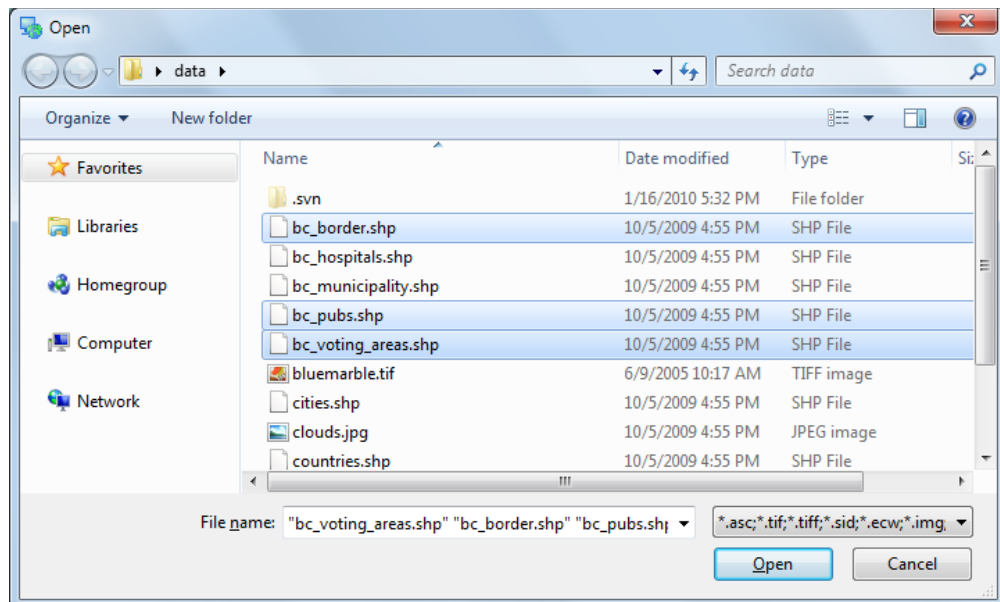 Open
data
Search data
Organize New folder
Favorites
Libraries
Homegroup
Computer
Network
Name Date modified Type Si
.svn 1/16/2010 5:32 PM File folder
bc_border.shp 10/5/2009 4:55 PM SHP File
bc_hospitals.shp 10/5/2009 4:55 PM SHP File
bc_municipality.shp 10/5/2009 4:55 PM SHP File
bc_pubs.shp 10/5/2009 4:55 PM SHP File
bc_voting_areas.shp 10/5/2009 4:55 PM SHP File
bluemarble.tif 6/9/2005 10:17 AM TIFF image
cities.shp 10/5/2009 4:55 PM SHP File
clouds.jpg 10/5/2009 4:55 PM JPEG image
countries.shp 10/5/2009 4:55 PM SHP File
File name: "bc_voting_areas.shp" "bc_border.shp" "bc_pubs.shp *.asc;*.tif;*.tiff;*.sid;*.ecw;*.img;
Open Cancel